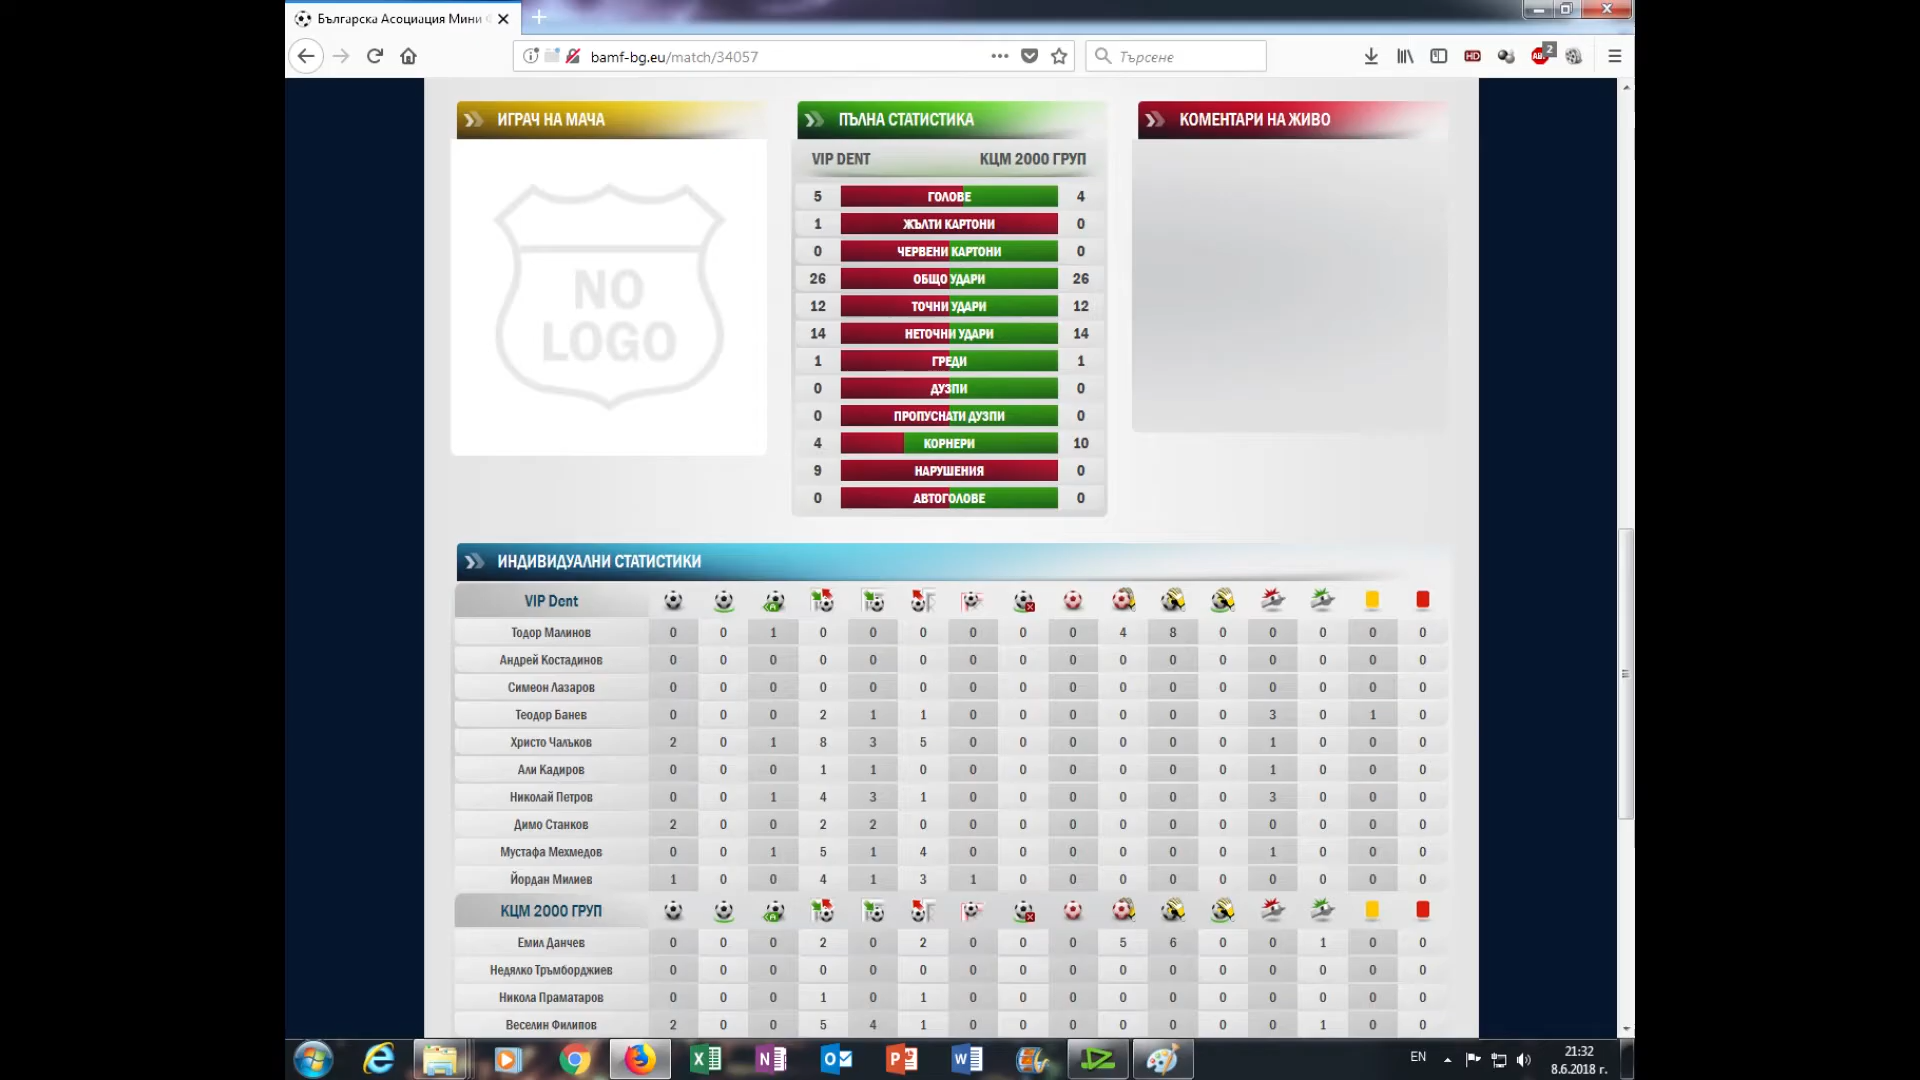 Българска Асоциация Мини
bamf-bg.eu/match/34057
Търсене
HD
2
ИГРАЧ НА МАЧА
NO
LOGO
ПЪЛНА СТАТИСТИКА
VIP DENT КЦМ 2000 ГРУП
5 ГОЛОВЕ 4
1 ЖЪЛТИ КАРТОНИ 0
0 ЧЕРВЕНИ КАРТОНИ 0
26 ОБЩО УДАРИ 26
12 ТОЧНИ УДАРИ 12
14 НЕТОЧНИ УДАРИ 14
1 ГРЕДИ 1
0 ДУЗПИ 0
0 ПРОПУСНАТИ ДУЗПИ 0
4 КОРНЕРИ 10
9 НАРУШЕНИЯ 0
0 АВТОГОЛОВЕ 0
КОМЕНТАРИ НА ЖИВО
ИНДИВИДУАЛНИ СТАТИСТИКИ
VIP Dent
Тодор Малинов 0 0 1 0 0 0 0 0 0 4 8 0 0 0 0 0
Андрей Костадинов 0 0 0 0 0 0 0 0 0 0 0 0 0 0 0 0
Симеон Лазаров 0 0 0 0 0 0 0 0 0 0 0 0 0 0 0 0
Теодор Банев 0 0 0 2 1 1 0 0 0 0 0 0 3 0 1 0
Христо Чалъков 2 0 1 8 3 5 0 0 0 0 0 0 1 0 0 0
Али Кадиров 0 0 0 1 1 0 0 0 0 0 0 0 1 0 0 0
Николай Петров 0 0 1 4 3 1 0 0 0 0 0 0 3 0 0 0
Димо Станков 2 0 0 2 2 0 0 0 0 0 0 0 0 0 0 0
Мустафа Мехмедов 0 0 1 5 1 4 0 0 0 0 0 0 1 0 0 0
Йордан Милиев 1 0 0 4 1 3 1 0 0 0 0 0 0 0 0 0
КЦМ 2000 ГРУП
Емил Данчев 0 0 0 2 0 2 0 0 0 5 6 0 0 1 0 0
Недялко Тръмборджиев 0 0 0 0 0 0 0 0 0 0 0 0 0 0 0 0
Никола Праматаров 0 0 0 1 0 1 0 0 0 0 0 0 0 0 0 0
Веселин Филипов 2 0 0 5 4 1 0 0 0 0 0 0 0 1 0 0
EN
21:32
8.6.2018 г.